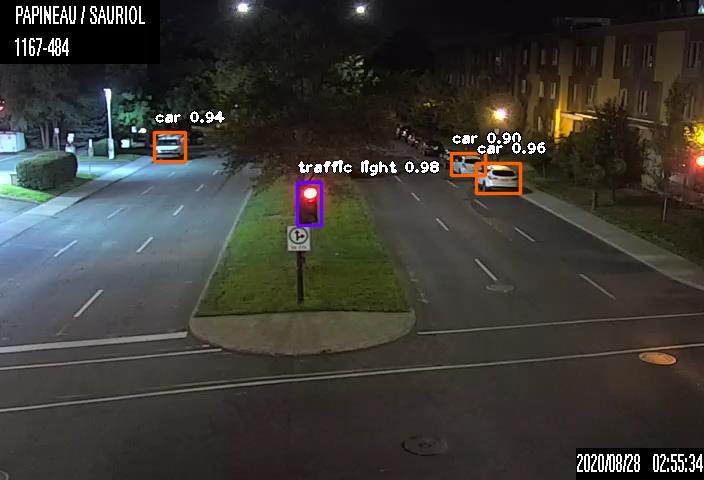 PAPINEAU / SAURIOL
1167-484
car 0.94
car 0.90
car 0.96
traffic light 0.98
2020/08/28 02:55:34